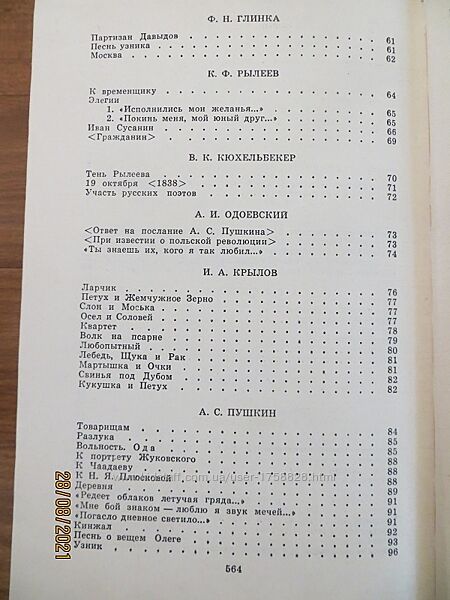 Ф. Н. ГЛИНКА
Партизан Давыдов 61
Песнь узника 61
Москва 62
К. Ф. РЫЛЕЕВ
К временщику 64
Элегии
1. «Исполнились мои желанья...» 65
2. «Покинь меня, мой юный друг...» 65
Иван Сусанин 66
<Гражданин> 69
В. К. КЮХЕЛЬБЕКЕР
Тень Рылеева 70
19 октября <1838> 71
Участь русских поэтов 72
А. И. ОДОЕВСКИЙ
<Ответ на послание А. С. Пушкина> 73
<При известии о польской революции> 73
«Ты знаешь их, кого я так любил...» 74
И. А. КРЫЛОВ
Ларчик 76
Петух и Жемчужное Зерно 77
Слон и Моська 77
Осел и Соловей 77
Квартет 78
Волк на псарне 79
Любопытный 80
Лебедь, Щука и Рак 81
Мартышка и Очки 81
Свинья под Дубом 82
Кукушка и Петух 82
А. С. ПУШКИН
Товарищам 84
Разлука 85
Вольность. Ода 85
К портрету Жуковского 88
К Чаадаеву 88
К Н. Я. Плюсковой 88
Деревня 89
«Редеет облаков летучая гряда...» 91
«Мне бой знаком — люблю я звук мечей...» 91
«Погасло дневное светило...» 91
Кинжал 92
Песнь о вещем Олеге 93
Узник 96
564
28/09/2021